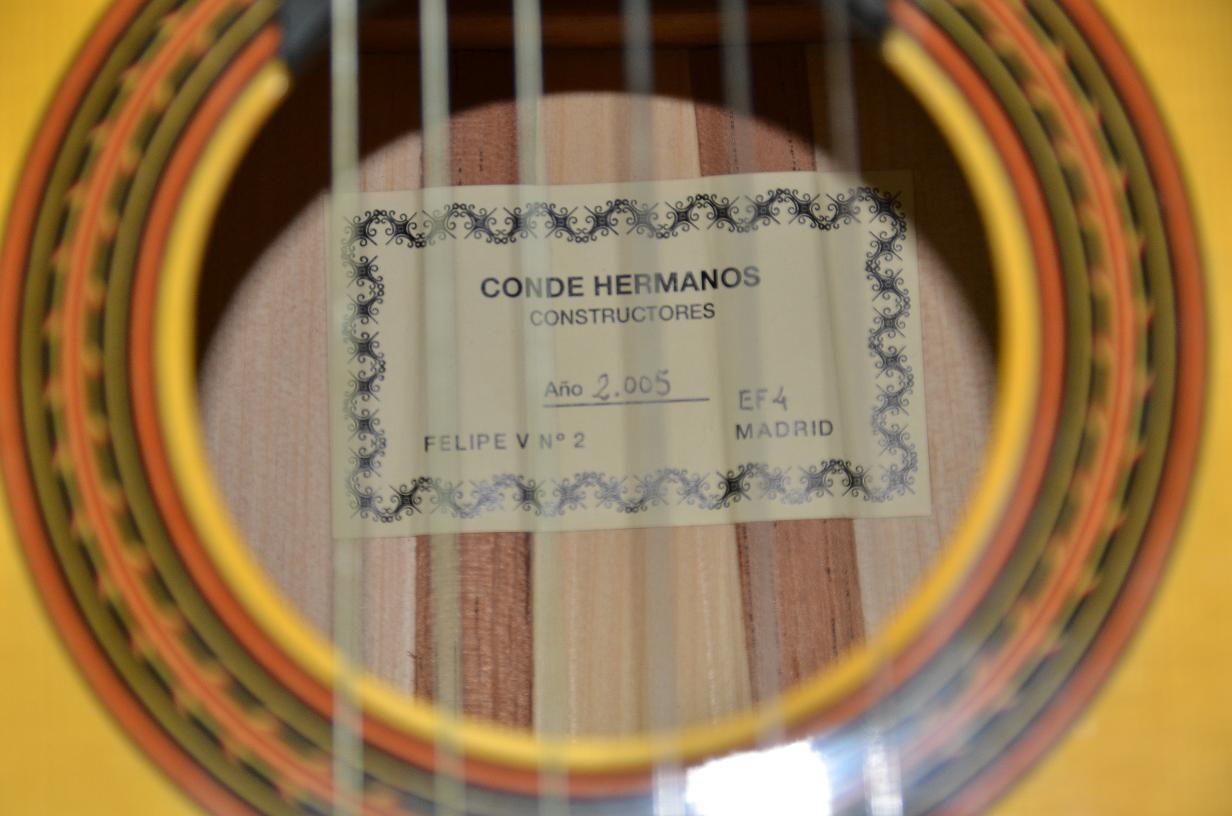 CONDE HERMANOS
CONSTRUCTORES
Año 2.005
EF4
FELIPE V Nº 2 MADRID